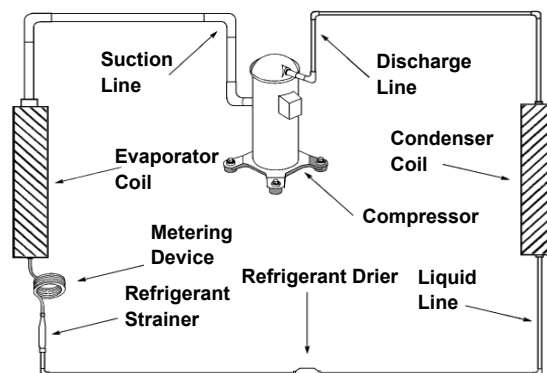 Suction
Line
Discharge
Line
Evaporator
Coil
Condenser
Coil
Compressor
Metering
Device
Refrigerant Drier
Liquid
Line
Refrigerant
Strainer